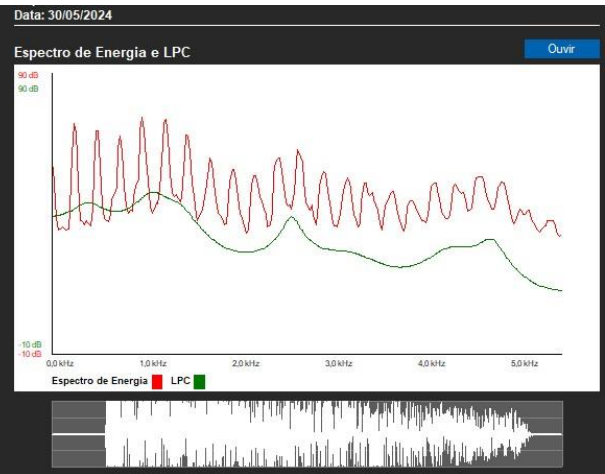 Data: 30/05/2024
Espectro de Energia e LPC
Ouvir
90 dB
90 dB
-10 dB
-10 dB
0,0 kHz 1,0 kHz 2,0 kHz 3,0 kHz 4,0 kHz 5,0 kHz
Espectro de Energia LPC